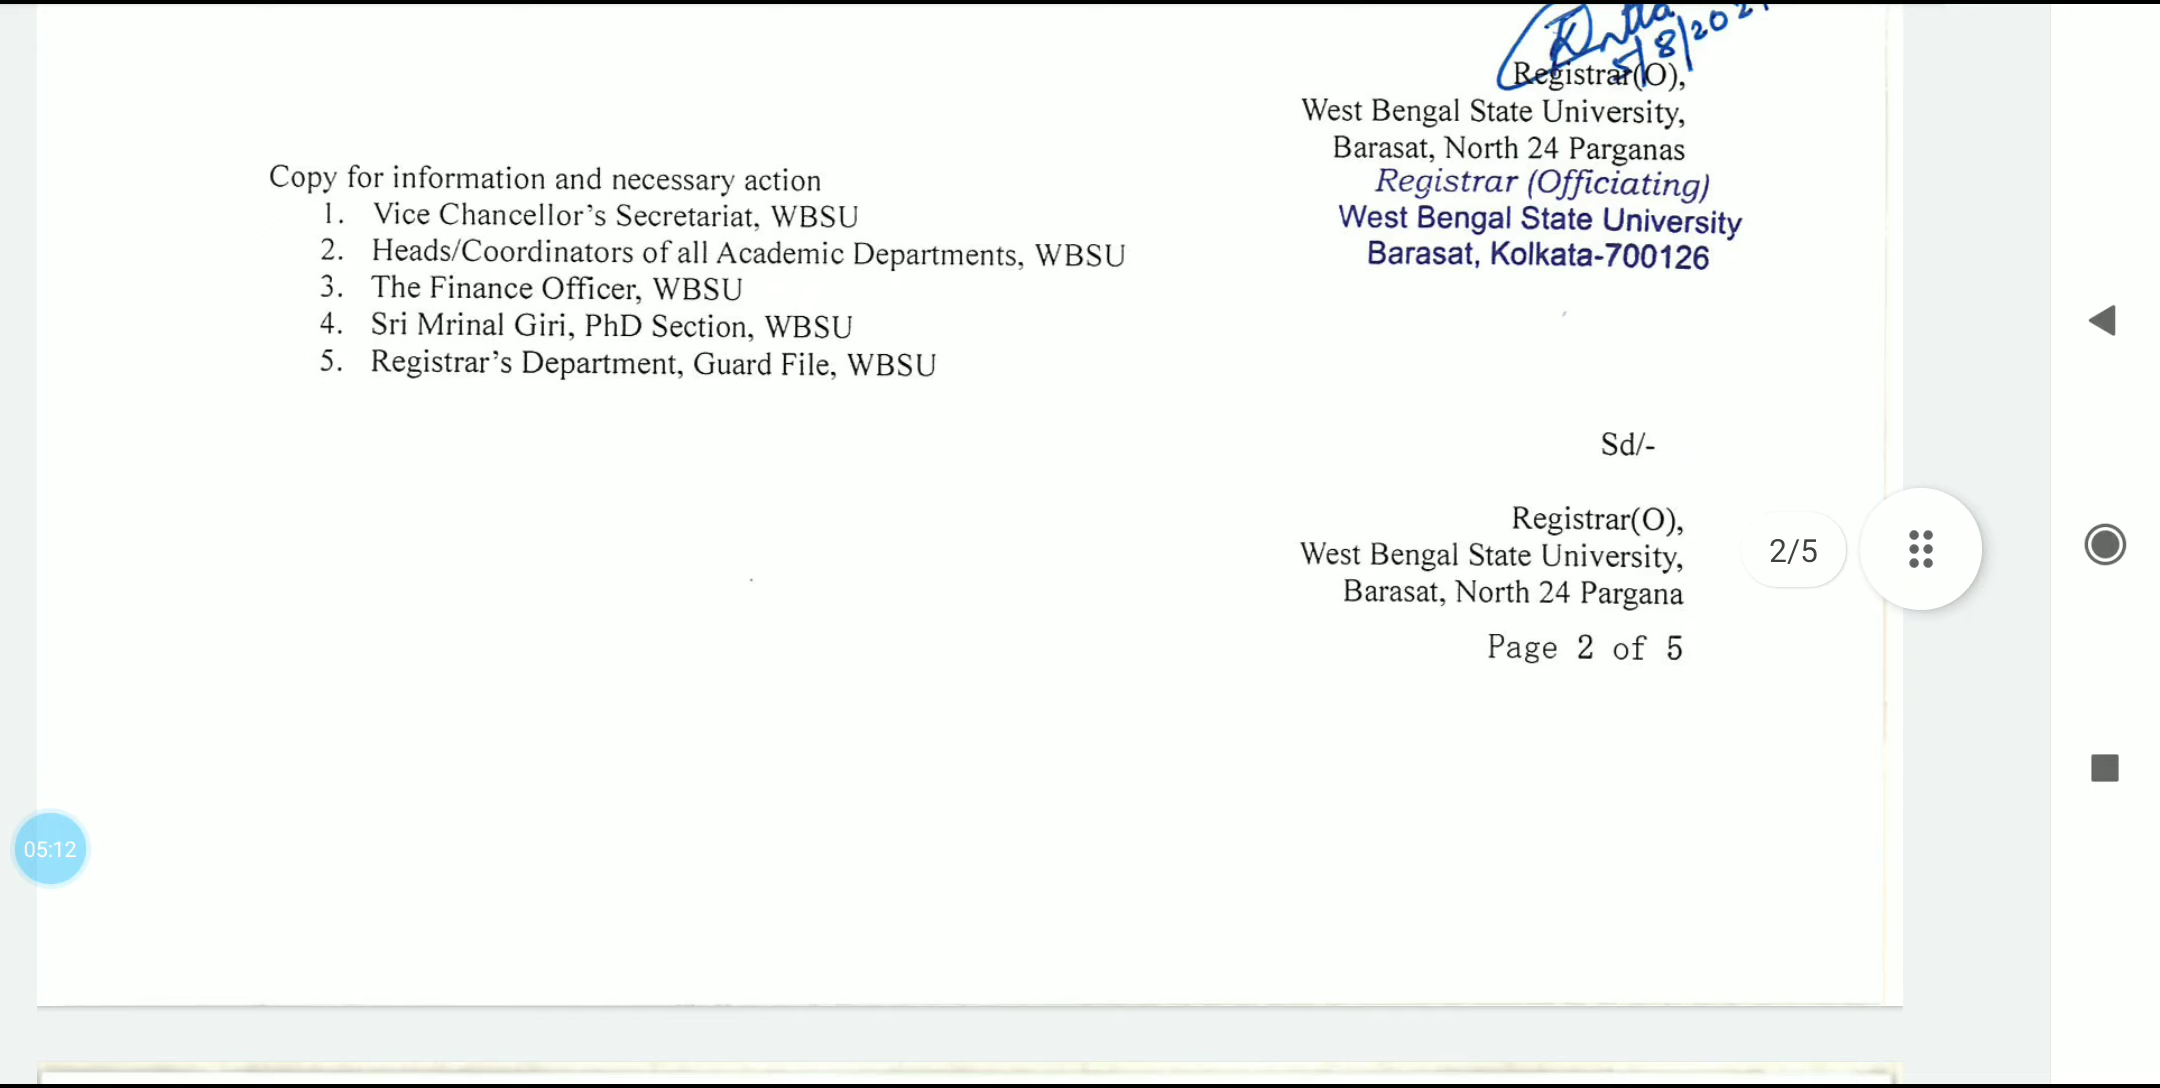 5/8/202
Registrar(O),
West Bengal State University,
Barasat, North 24 Parganas
Registrar (Officiating)
West Bengal State University
Barasat, Kolkata-700126
Copy for information and necessary action
1. Vice Chancellor’s Secretariat, WBSU
2. Heads/Coordinators of all Academic Departments, WBSU
3. The Finance Officer, WBSU
4. Sri Mrinal Giri, PhD Section, WBSU
5. Registrar’s Department, Guard File, WBSU
Sd/-
Registrar(O),
West Bengal State University,
Barasat, North 24 Pargana
Page 2 of 5
2/5
05:12